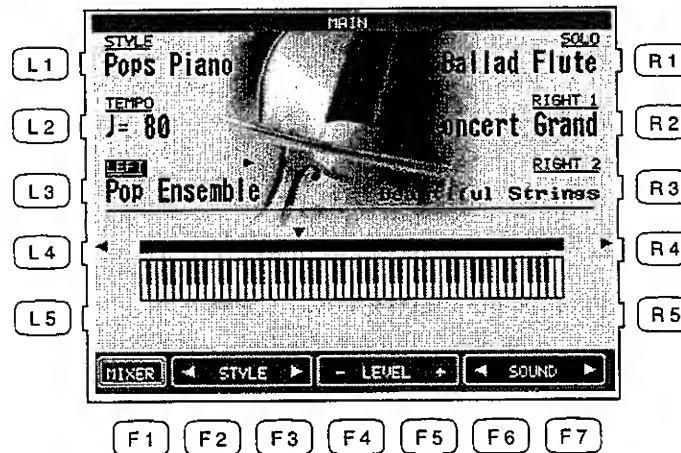 MAIN
STYLE
Pops Piano
TEMPO
♩= 80
LEFT
Pop Ensemble
SOLO
Ballad Flute
RIGHT 1
oncert Grand
RIGHT 2
ful Strings
L1
L2
L3
L4
L5
R1
R2
R3
R4
R5
MIXER ◄ STYLE ► - LEVEL + ◄ SOUND ►
F1 F2 F3 F4 F5 F6 F7